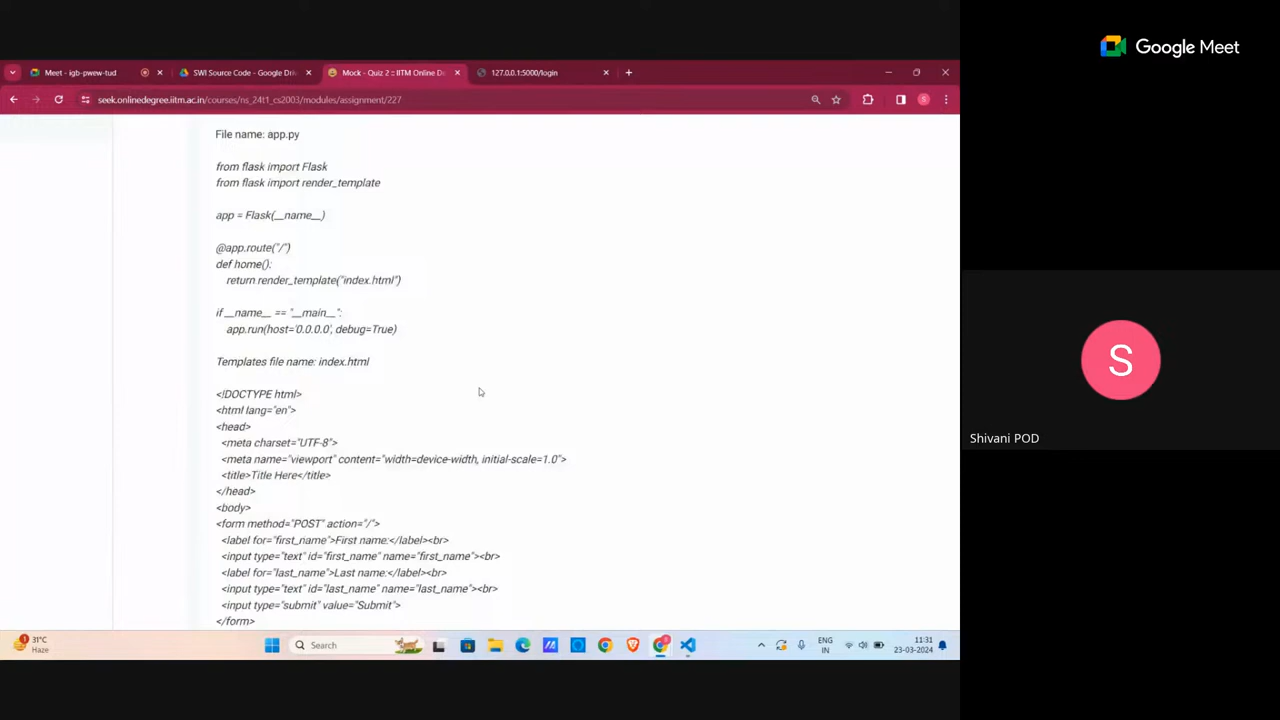 Google Meet
Meet - igb-pwew-tud
SWI Source Code - Google Driv
Mock - Quiz 2 :: IITM Online De
127.0.0.1:5000/login
seek.onlinedegree.iitm.ac.in/courses/ns_24t1_cs2003/modules/assignment/227
S
File name: app.py
from flask import Flask
from flask import render_template
app = Flask(__name__)
@app.route("/")
def home():
return render_template("index.html")
if __name__ == "__main__":
app.run(host='0.0.0.0', debug=True)
Templates file name: index.html
<!DOCTYPE html>
<html lang="en">
<head>
<meta charset="UTF-8">
<meta name="viewport" content="width=device-width, initial-scale=1.0">
<title>Title Here</title>
</head>
<body>
<form method="POST" action="/">
<label for="first_name">First name:</label><br>
<input type="text" id="first_name" name="first_name"><br>
<label for="last_name">Last name:</label><br>
<input type="text" id="last_name" name="last_name"><br>
<input type="submit" value="Submit">
</form>
S
Shivani POD
31°C
Haze
Search
ENG
IN
11:31
23-03-2024